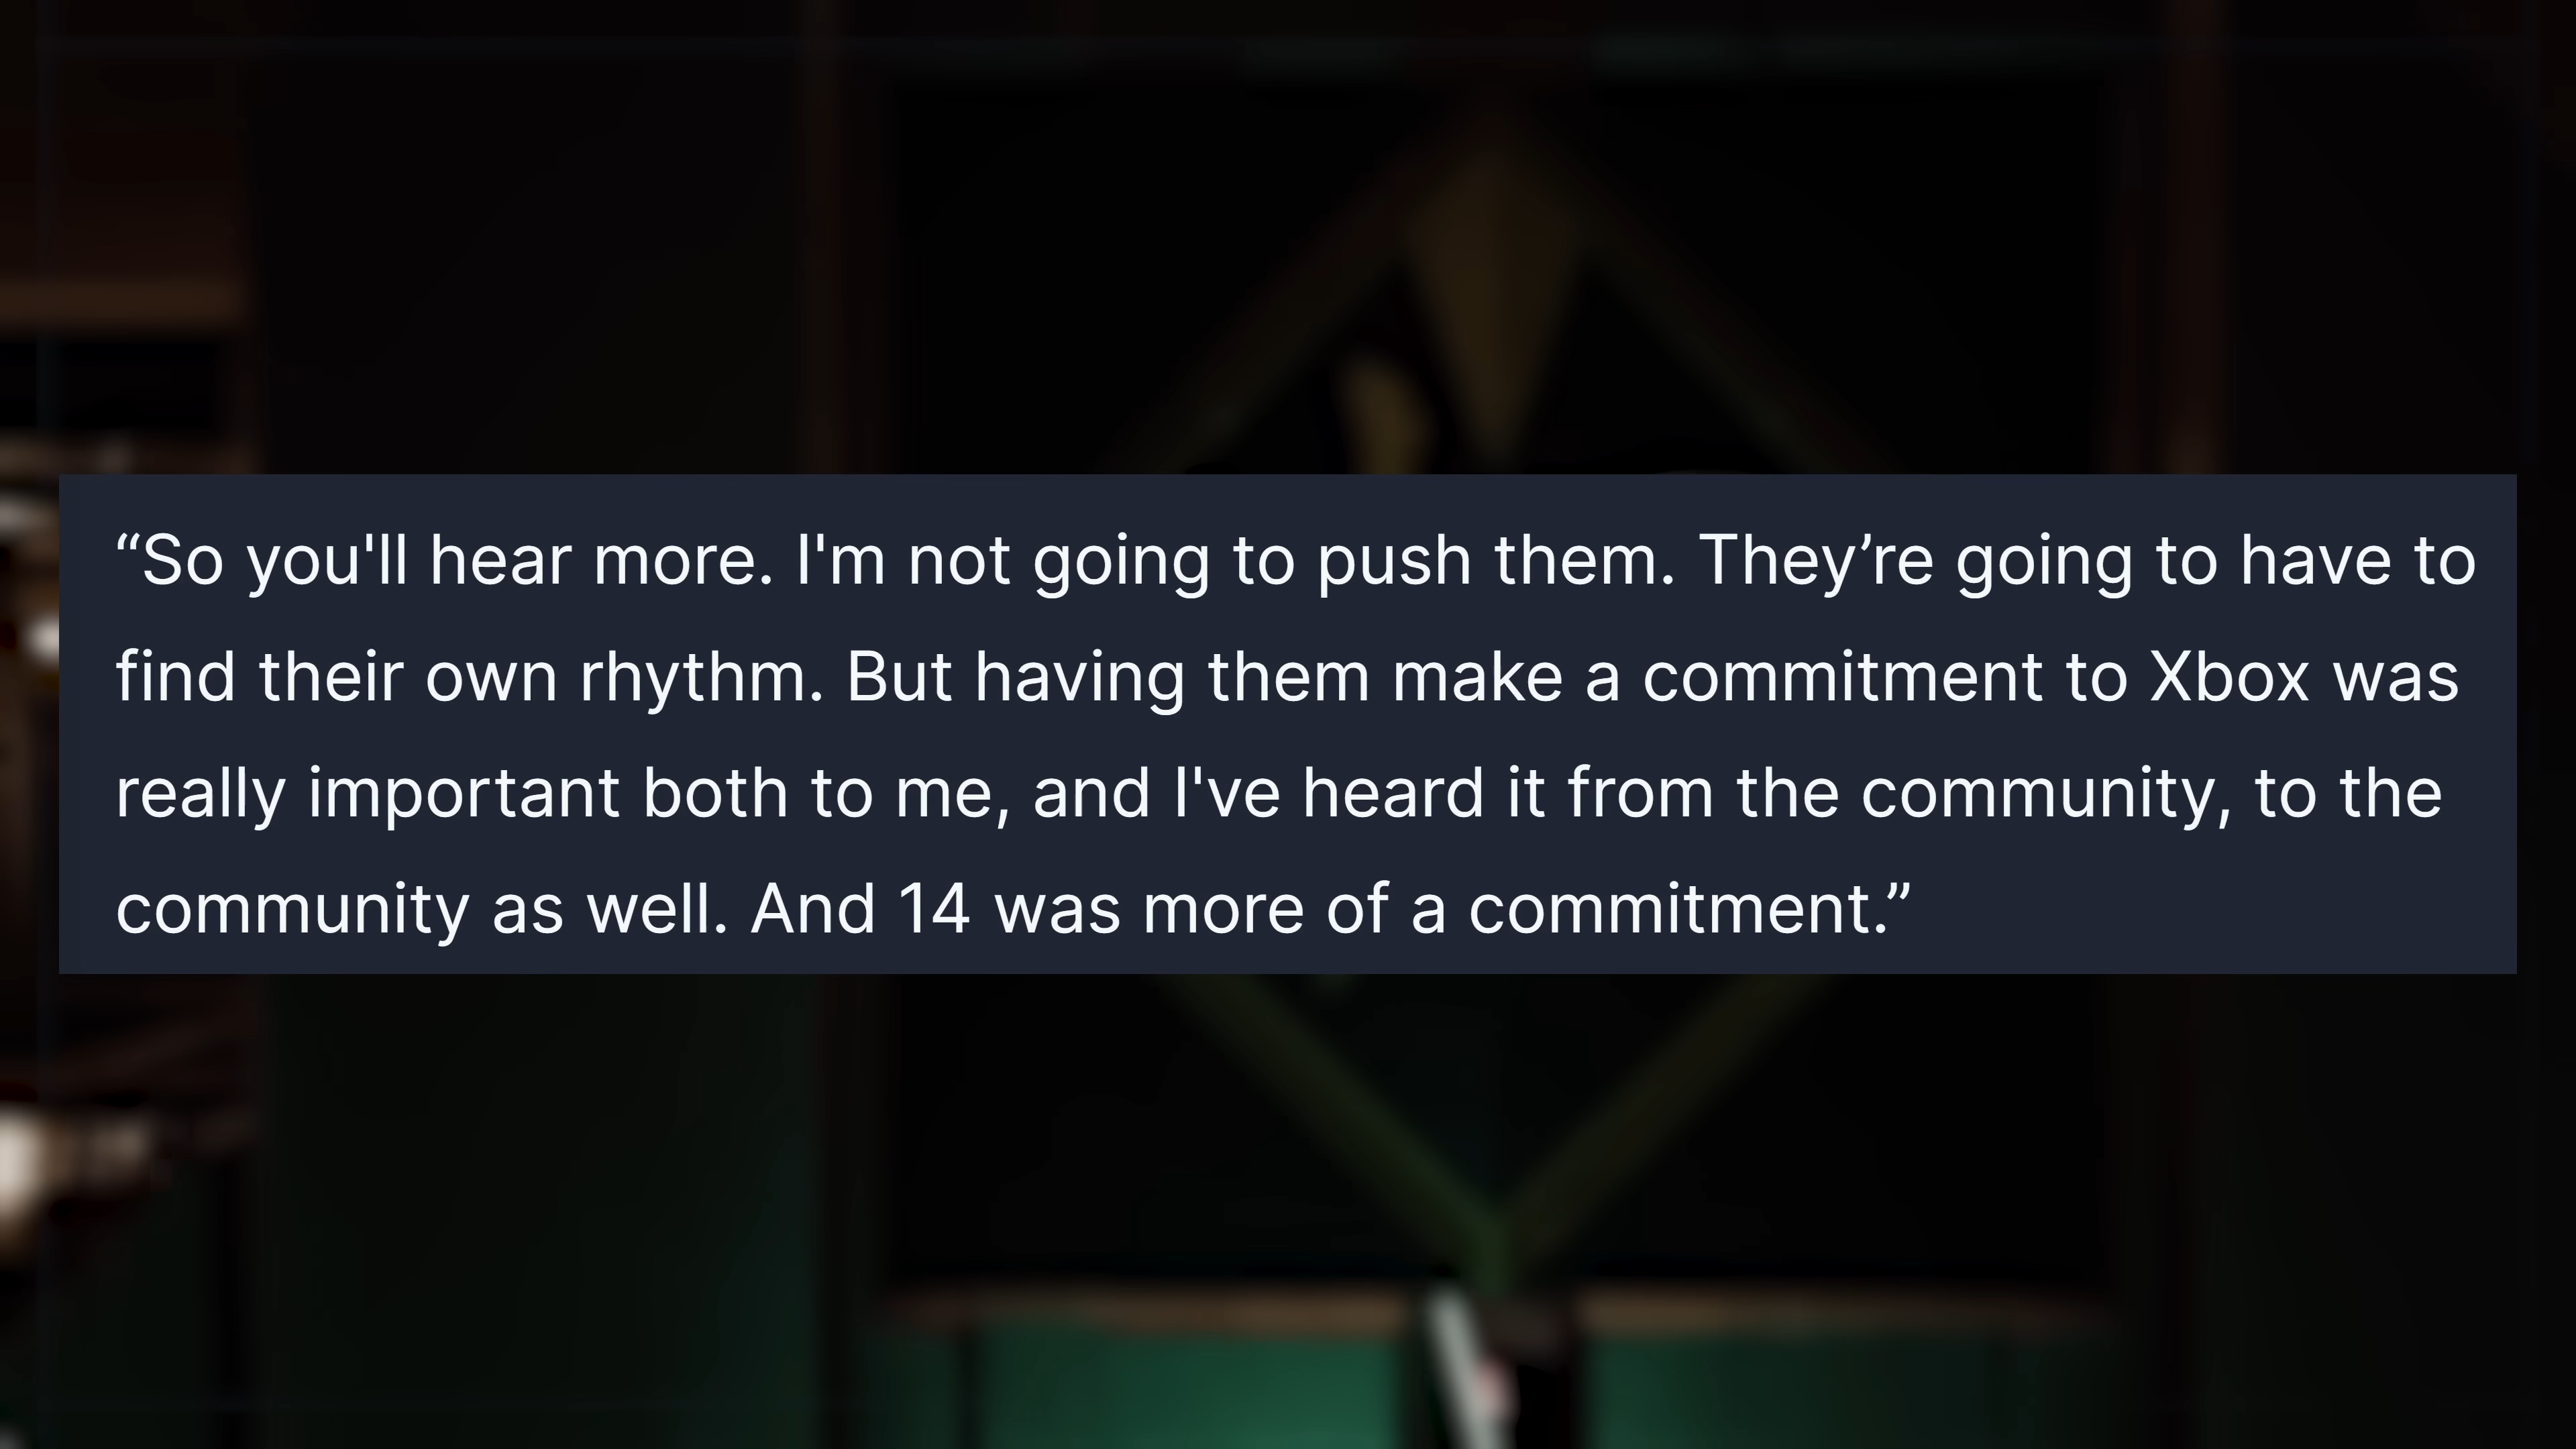 “So you'll hear more. I'm not going to push them. They’re going to have to
find their own rhythm. But having them make a commitment to Xbox was
really important both to me, and I've heard it from the community, to the
community as well. And 14 was more of a commitment.”